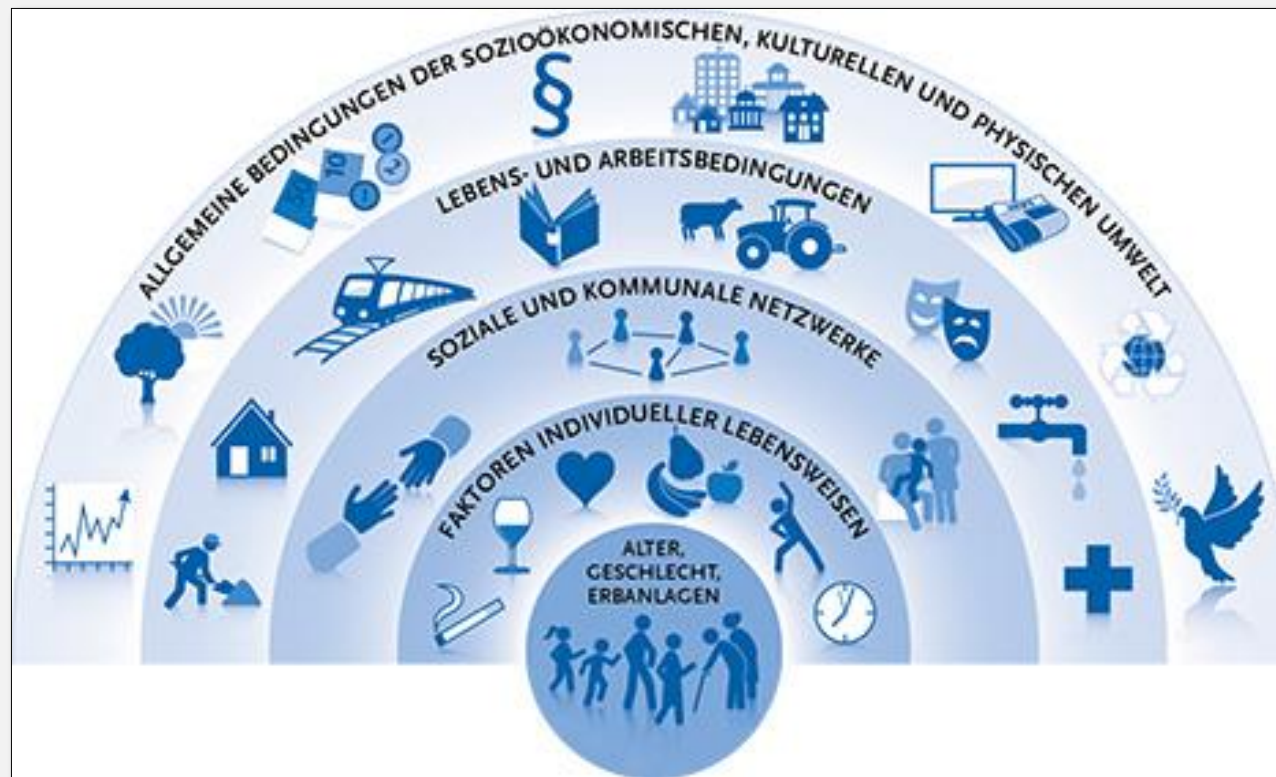 ALLGEMEINE BEDINGUNGEN DER SOZIOÖKONOMISCHEN, KULTURELLEN UND PHYSISCHEN UMWELT
§
10
LEBENS- UND ARBEITSBEDINGUNGEN
SOZIALE UND KOMMUNALE NETZWERKE
FAKTOREN INDIVIDUELLER LEBENSWEISEN
ALTER,
GESCHLECHT,
ERBANLAGEN